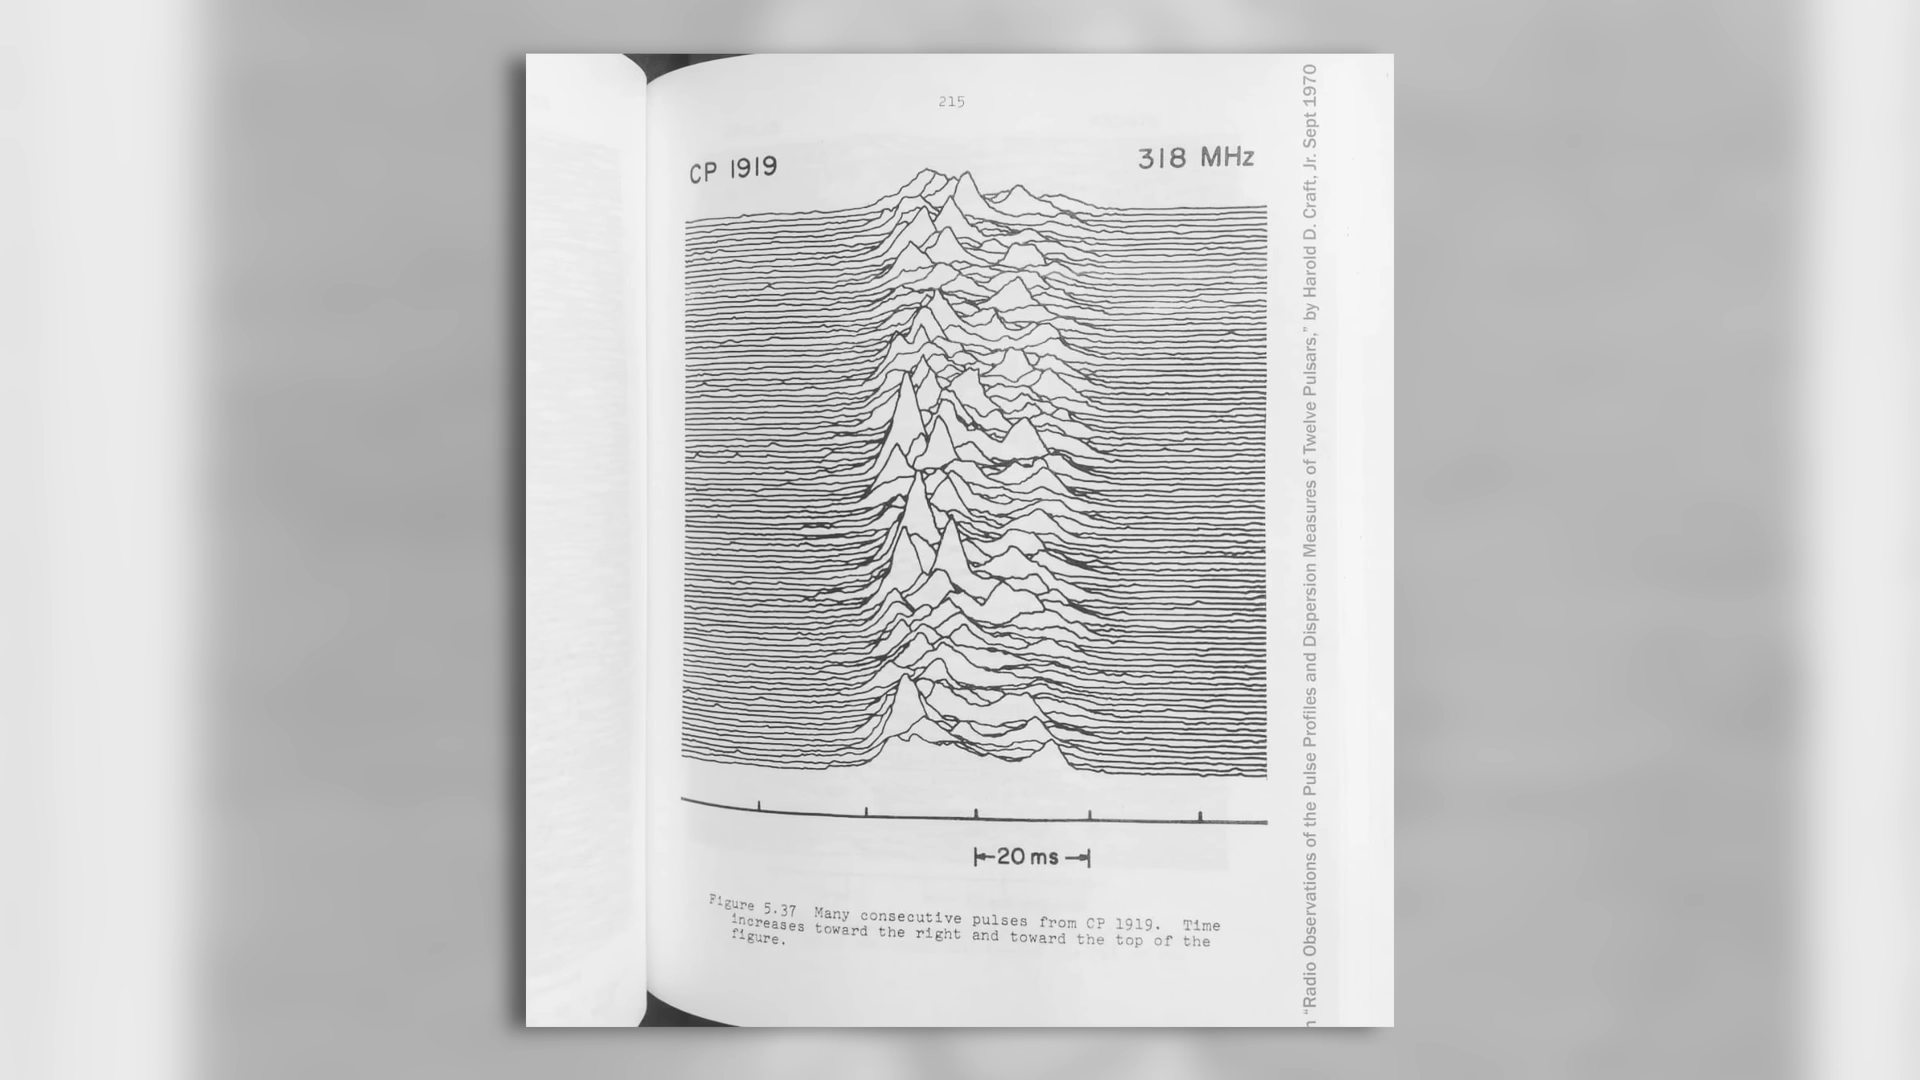 215
CP 1919
318 MHz
20 ms
Figure 5.37 Many consecutive pulses from CP 1919. Time
increases toward the right and toward the top of the
figure.
"Radio Observations of the Pulse Profiles and Dispersion Measures of Twelve Pulsars," by Harold D. Craft, Jr. Sept 1970